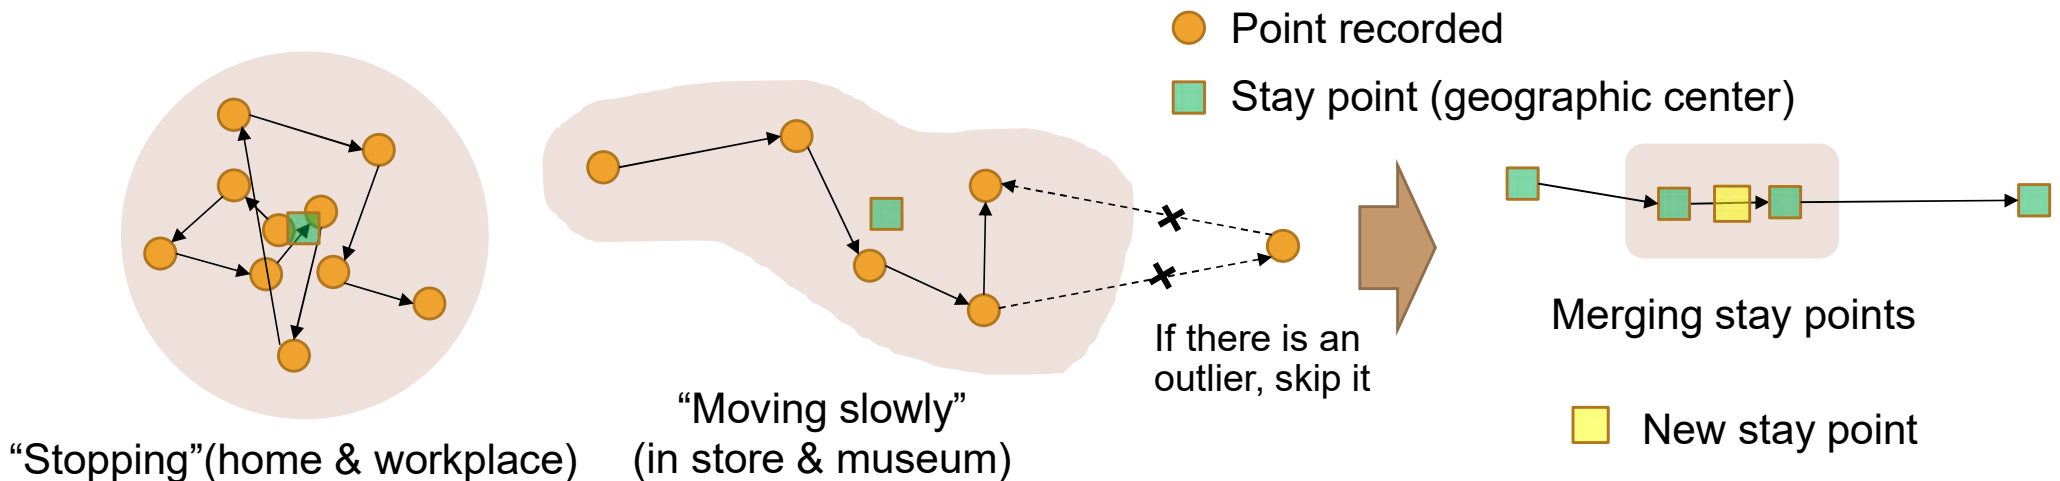 Point recorded
Stay point (geographic center)
If there is an
outlier, skip it
Merging stay points
“Moving slowly”
(in store & museum)
“Stopping”(home & workplace)
New stay point